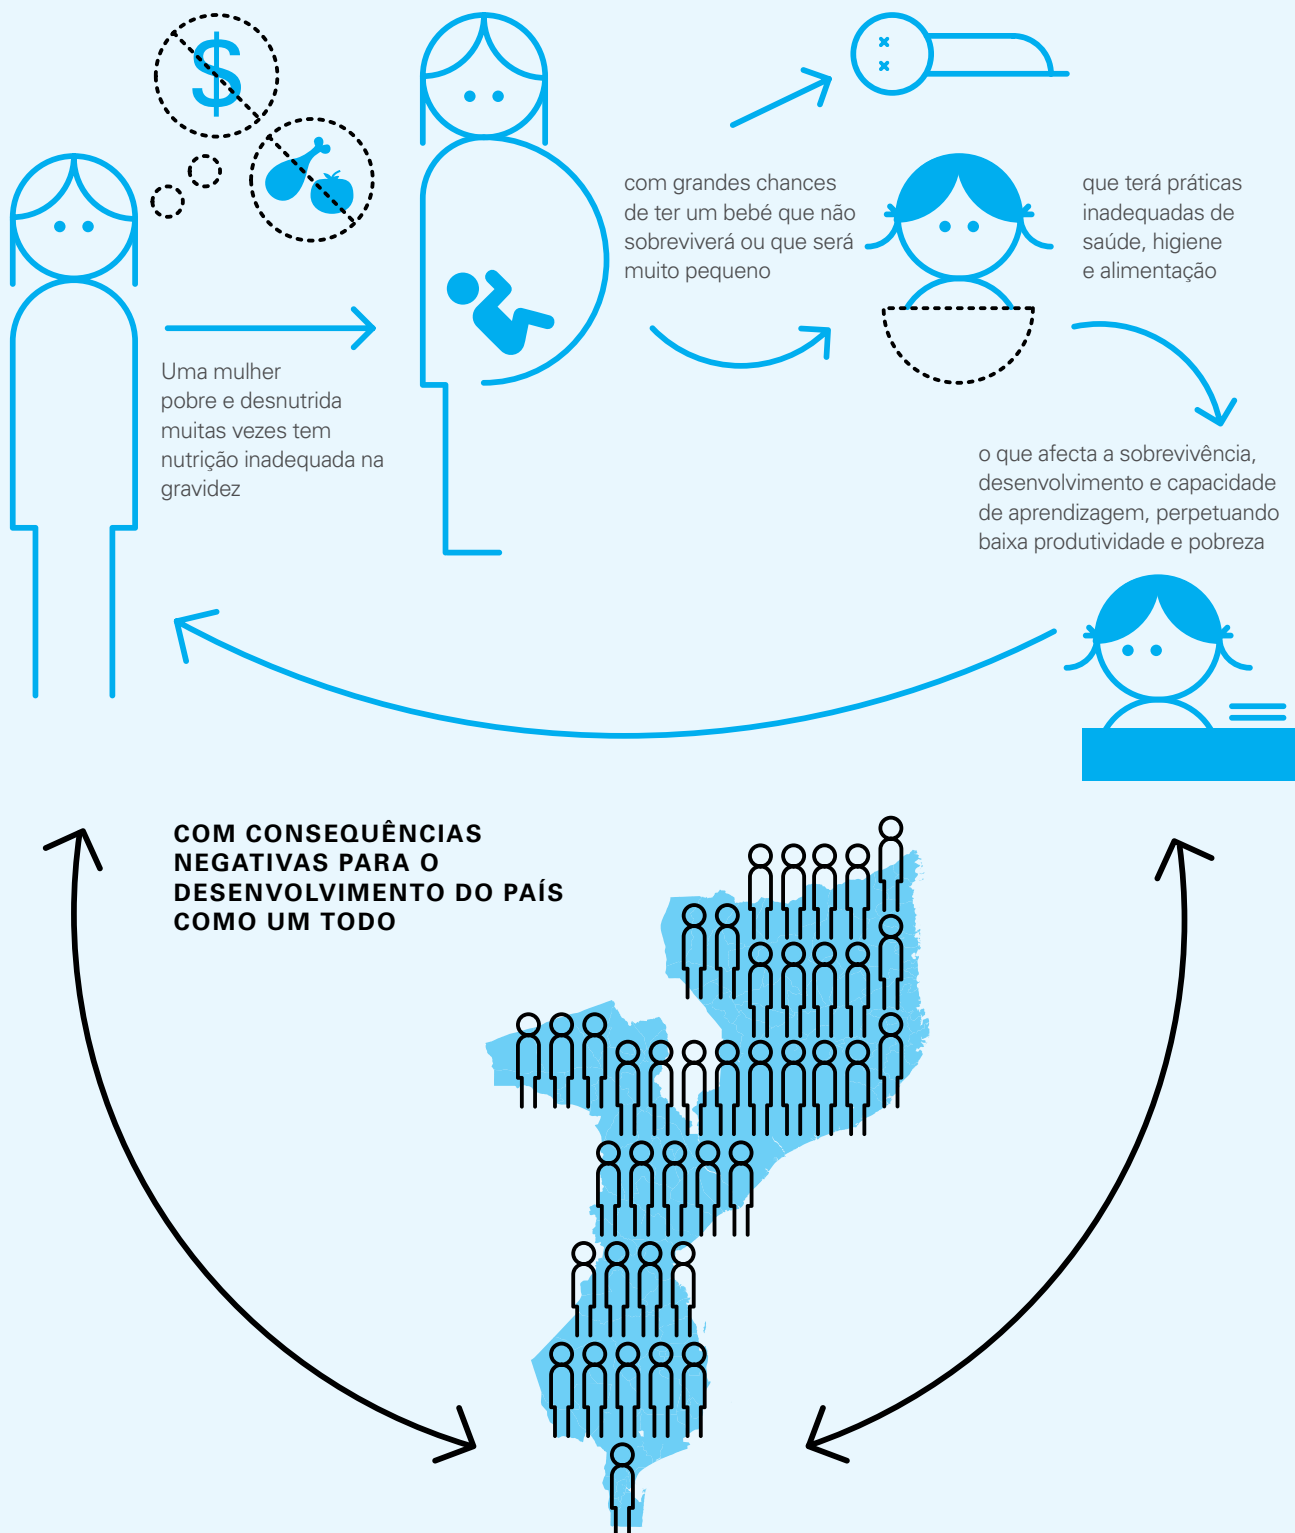 $
Uma mulher
pobre e desnutrida
muitas vezes tem
nutrição inadequada na
gravidez
com grandes chances
de ter um bebé que não
sobreviverá ou que será
muito pequeno
que terá práticas
inadequadas de
saúde, higiene
e alimentação
o que afecta a sobrevivência,
desenvolvimento e capacidade
de aprendizagem, perpetuando
baixa produtividade e pobreza
COM CONSEQUÊNCIAS
NEGATIVAS PARA O
DESENVOLVIMENTO DO PAÍS
COMO UM TODO